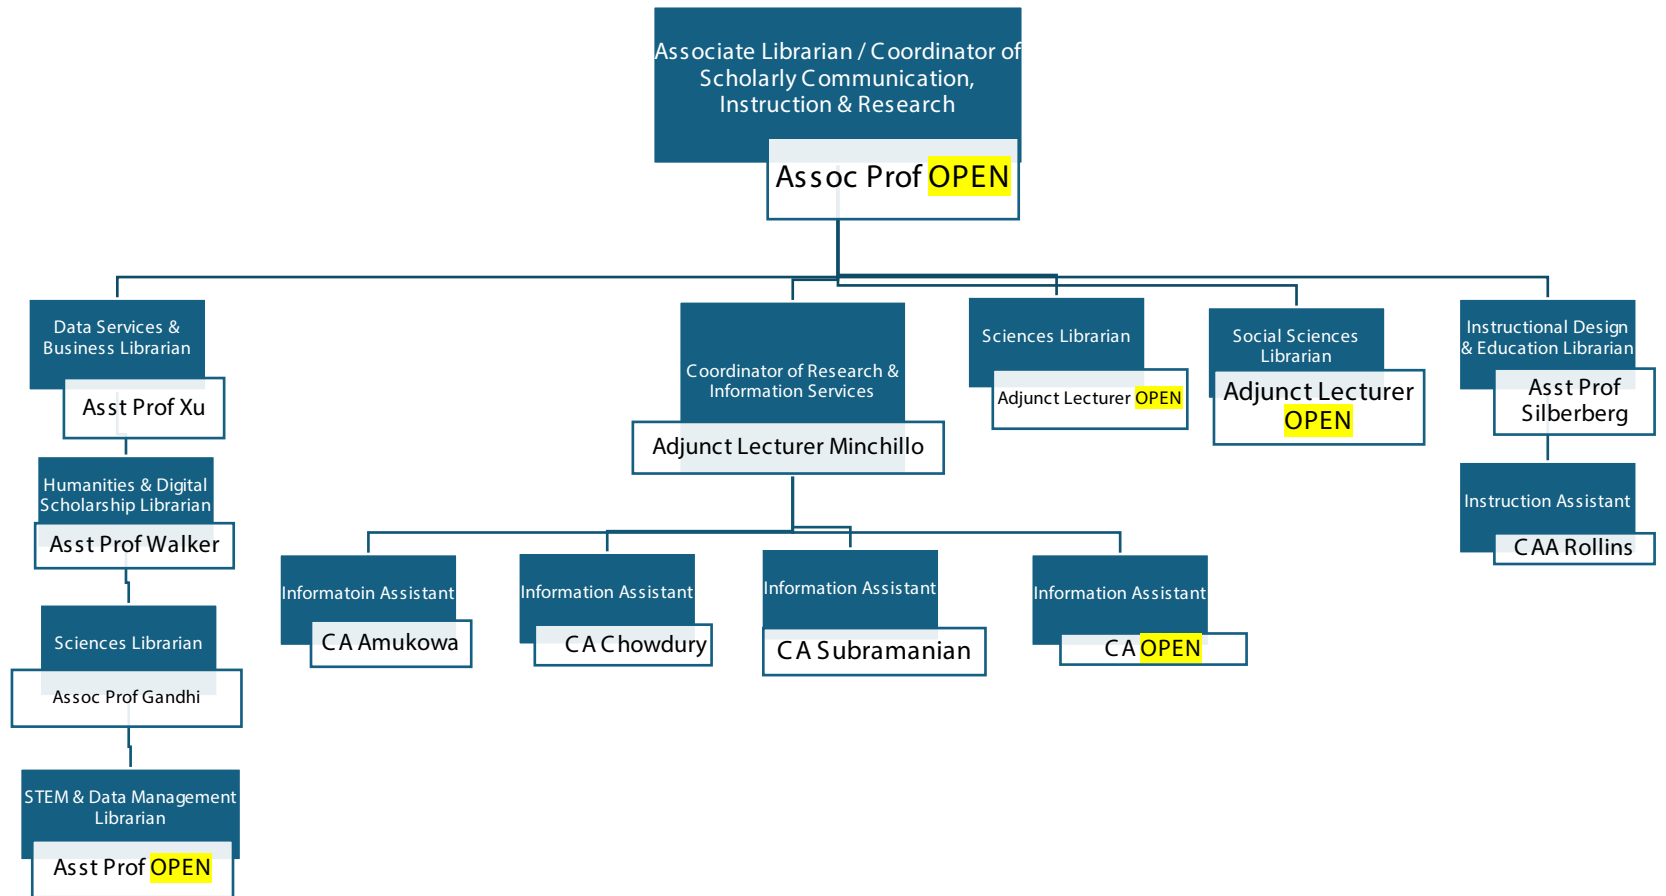 Associate Librarian / Coordinator of
Scholarly Communication,
Instruction & Research
Assoc Prof OPEN
Data Services &
Business Librarian
Asst Prof Xu
Humanities & Digital
Scholarship Librarian
Asst Prof Walker
Sciences Librarian
Assoc Prof Gandhi
STEM & Data Management
Librarian
Asst Prof OPEN
Coordinator of Research &
Information Services
Adjunct Lecturer Minchillo
Informatoin Assistant
CA Amukowa
Information Assistant
CA Chowdury
Information Assistant
CA Subramanian
Information Assistant
CA OPEN
Sciences Librarian
Adjunct Lecturer OPEN
Social Sciences
Librarian
Adjunct Lecturer
OPEN
Instructional Design
& Education Librarian
Asst Prof
Silberberg
Instruction Assistant
CAA Rollins